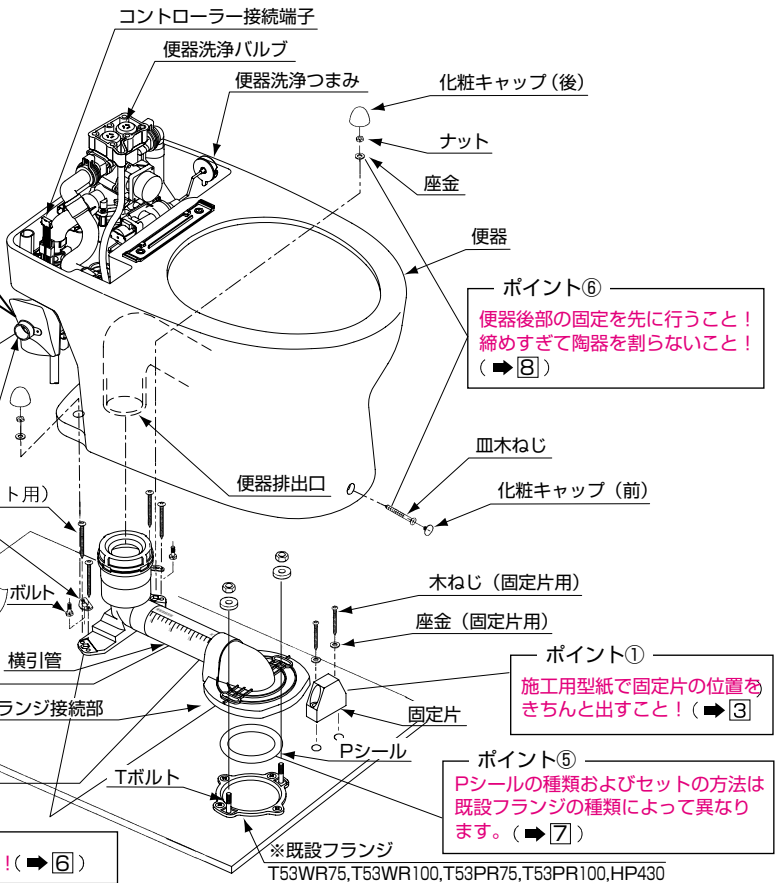 コントローラー接続端子
便器洗浄バルブ
便器洗浄つまみ
化粧キャップ（後）
ナット
座金
便器
ポイント⑥
便器後部の固定を先に行うこと！
締めすぎて陶器を割らないこと！
（➡8）
皿木ねじ
便器排出口
化粧キャップ（前）
ト用）
木ねじ（固定片用）
ボルト
座金（固定片用）
横引管
ポイント①
施工用型紙で固定片の位置を
きちんと出すこと！（➡3）
ランジ接続部
固定片
Pシール
ポイント⑤
Pシールの種類およびセットの方法は
既設フランジの種類によって異なり
ます。（➡7）
Tボルト
！（➡6）
※既設フランジ
T53WR75,T53WR100,T53PR75,T53PR100,HP430